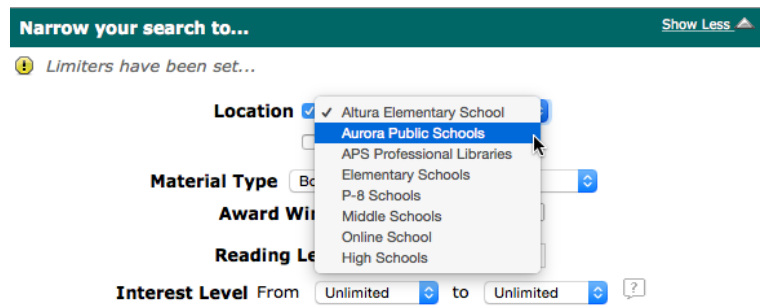 Narrow your search to... Show Less
Limiters have been set...
Location ✓ Altura Elementary School
Aurora Public Schools
APS Professional Libraries
Material Type Bo
Elementary Schools
P-8 Schools
Award Wi
Middle Schools
Online School
Reading Le
High Schools
Interest Level From Unlimited to Unlimited ?